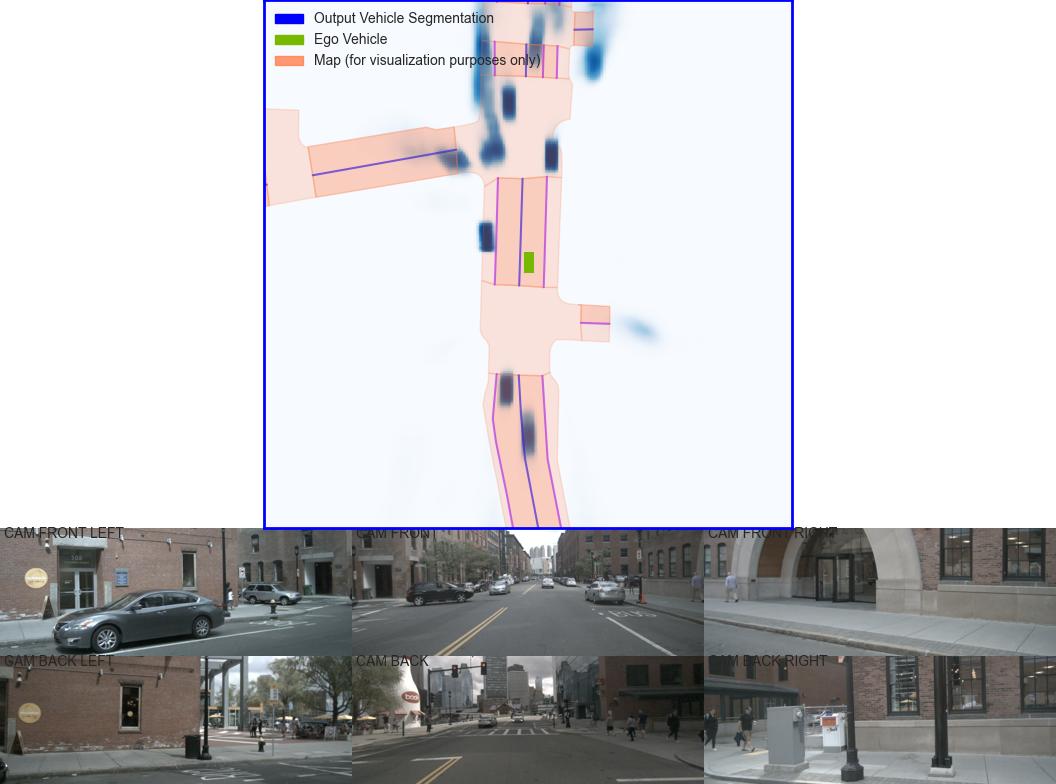 Output Vehicle Segmentation
Ego Vehicle
Map (for visualization purposes only)
CAM FRONT LEFT
CAM FRONT
CAM FRONT RIGHT
CAM BACK LEFT
CAM BACK
CAM BACK RIGHT